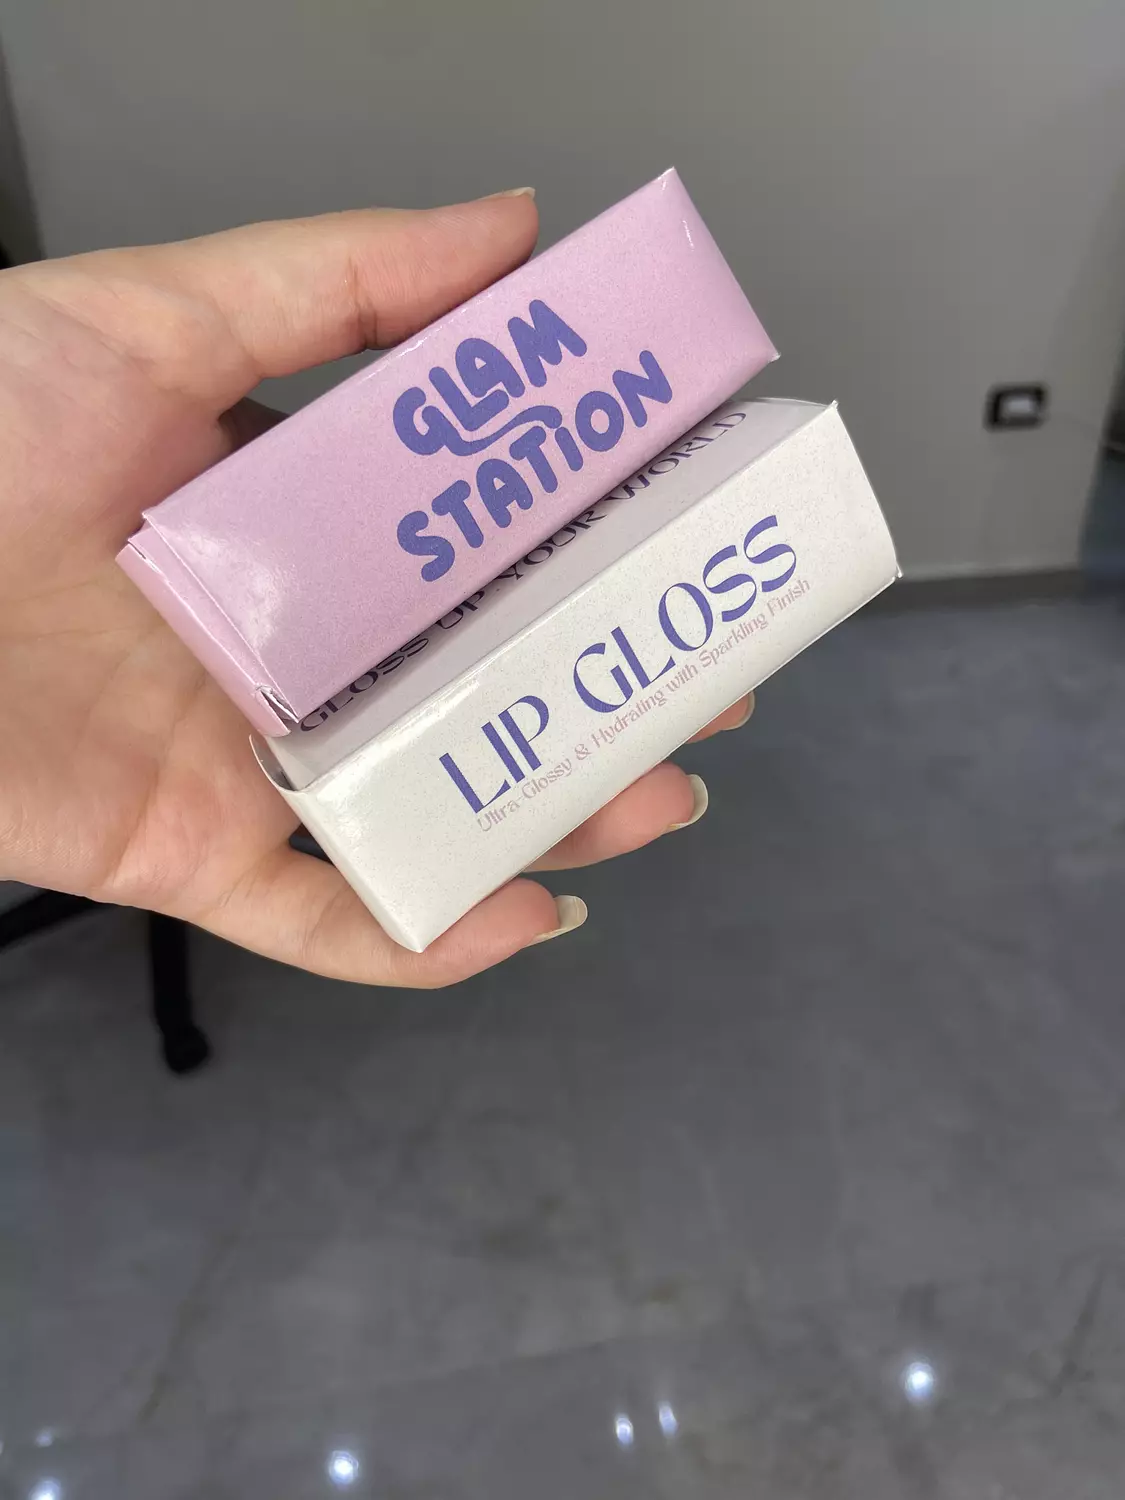 GLAM
STATION
GLOSS UP YOUR WORLD
LIP GLOSS
Ultra-Glossy & Hydrating with Sparkling Finish